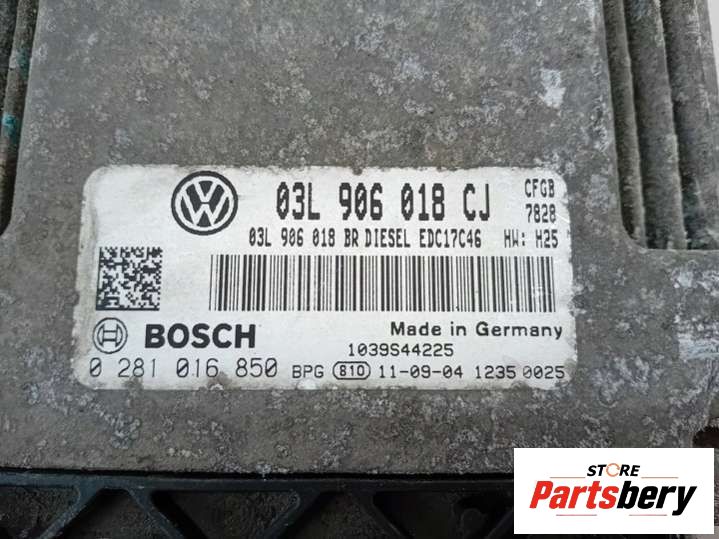 03L 906 018 CJ CFGB
7828
03L 906 018 BR DIESEL EDC17C46 HW: H25
BOSCH Made in Germany
1039S44225
0 281 016 850 BPG 810 11-09-04 1235 0025
STORE
Partsbery